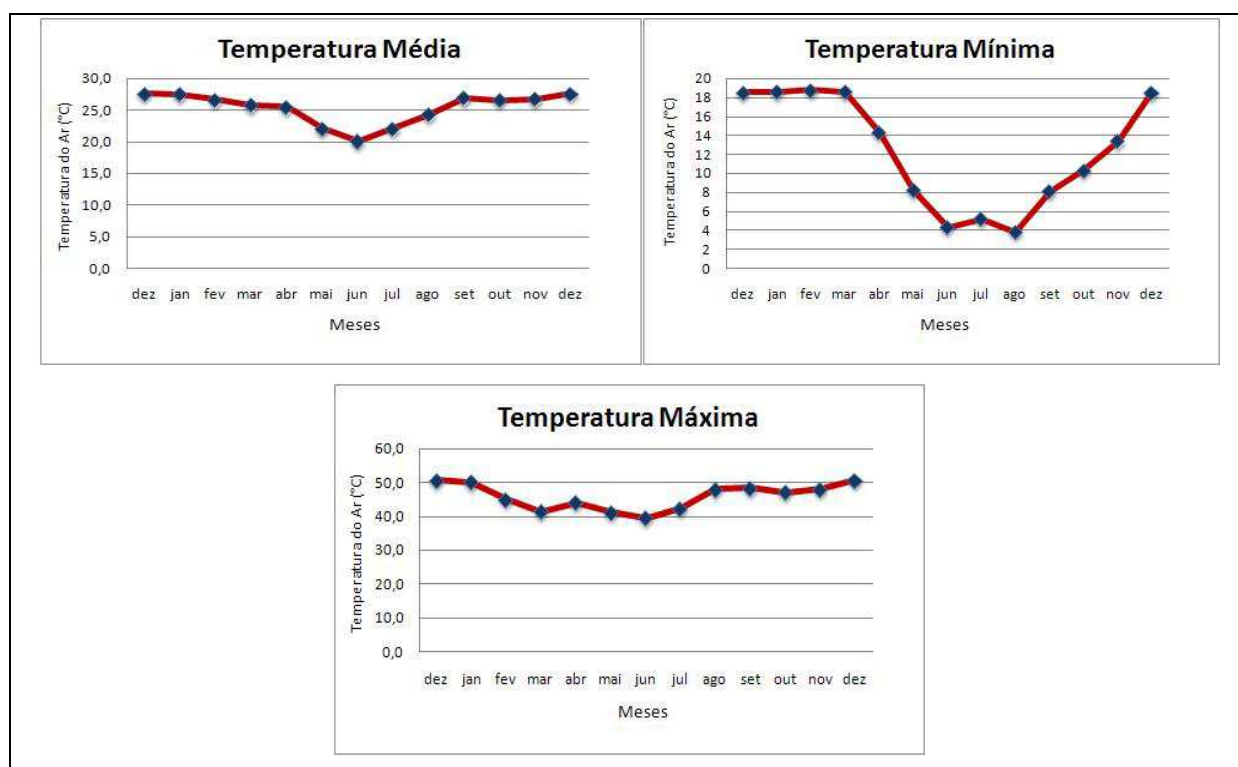 Temperatura Média
Temperatura do Ar (°C)
30,0
25,0
20,0
15,0
10,0
5,0
0,0
dez jan fev mar abr mai jun jul ago set out nov dez
Meses
Temperatura Mínima
Temperatura do Ar (°C)
20
18
16
14
12
10
8
6
4
2
0
dez jan fev mar abr mai jun jul ago set out nov dez
Meses
Temperatura Máxima
Temperatura do Ar (°C)
60,0
50,0
40,0
30,0
20,0
10,0
0,0
dez jan fev mar abr mai jun jul ago set out nov dez
Meses